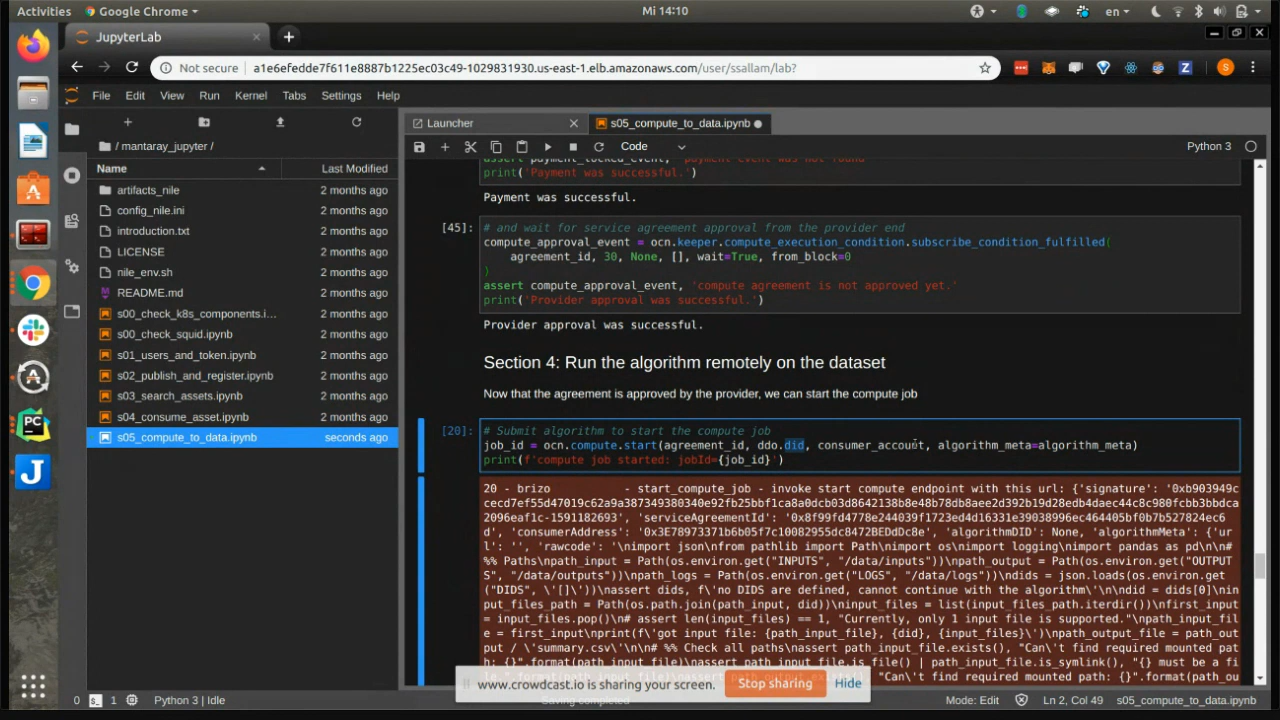 Activities
Google Chrome
Mi 14:10
en
JupyterLab
Not secure
a1e6efedde7f611e8887b1225ec03c49-1029831930.us-east-1.elb.amazonaws.com/user/ssallam/lab?
S
File Edit View Run Kernel Tabs Settings Help
/ mantaray_jupyter /
Name Last Modified
artifacts_nile 2 months ago
config_nile.ini 2 months ago
introduction.txt 2 months ago
LICENSE 2 months ago
nile_env.sh 2 months ago
README.md 2 months ago
s00_check_k8s_components.i... 2 months ago
s00_check_squid.ipynb 2 months ago
s01_users_and_token.ipynb 2 months ago
s02_publish_and_register.ipynb 2 months ago
s03_search_assets.ipynb 2 months ago
s04_consume_asset.ipynb 2 months ago
s05_compute_to_data.ipynb seconds ago
Launcher
s05_compute_to_data.ipynb
Code
Python 3
assert payment_locked_event, 'payment event was not found'
print('Payment was successful.')
Payment was successful.
[45]:
# and wait for service agreement approval from the provider end
compute_approval_event = ocn.keeper.compute_execution_condition.subscribe_condition_fulfilled(
agreement_id, 30, None, [], wait=True, from_block=0
)
assert compute_approval_event, 'compute agreement is not approved yet.'
print('Provider approval was successful.')
Provider approval was successful.
Section 4: Run the algorithm remotely on the dataset
Now that the agreement is approved by the provider, we can start the compute job
[20]:
# Submit algorithm to start the compute job
job_id = ocn.compute.start(agreement_id, ddo.did, consumer_account, algorithm_meta=algorithm_meta)
print(f'compute job started: jobId={job_id}')
20 - brizo - start_compute_job - invoke start compute endpoint with this url: {'signature': '0xb903949c
cecd7ef55d47019c62a9a387349380340e92fb25bbf1ca8a0dcb03d8642138b8e48b78db8aee2d392b19d28edb4daec44c8c980fcbb3bbdca
2096eaf1c-1591182693', 'serviceAgreementId': '0x8f99fd4778e244039f1723ed4d16331e39038996ec464405bf0b7b527824ec6
d', 'consumerAddress': '0x3E78973371b6b05f7c10082955dc8472BEDdDc8e', 'algorithmDID': None, 'algorithmMeta': {'ur
l': '', 'rawcode': '\nimport json\nfrom pathlib import Path\nimport os\nimport logging\nimport pandas as pd\n\n#
%% Paths\npath_input = Path(os.environ.get("INPUTS", "/data/inputs"))\npath_output = Path(os.environ.get("OUTPUT
S", "/data/outputs"))\npath_logs = Path(os.environ.get("LOGS", "/data/logs"))\ndids = json.loads(os.environ.get
("DIDS", \'[]\'))\nassert dids, f\'no DIDS are defined, cannot continue with the algorithm\'\n\ndid = dids[0]\nin
put_files_path = Path(os.path.join(path_input, did))\ninput_files = list(input_files_path.iterdir())\nfirst_input
= input_files.pop()\n# assert len(input_files) == 1, "Currently, only 1 input file is supported."\npath_input_fil
e = first_input\nprint(f\'got input file: {path_input_file}, {did}, {input_files}\')\npath_output_file = path_out
put / \'summary.csv\'\n\n# %% Check all paths\nassert path_input_file.exists(), "Can\'t find required mounted pat
h: {}".format(path_input_file)\nassert path_input_file.is_file() | path_input_file.is_symlink(), "{} must be a fi
www.crowdcast.io is sharing your screen.
Stop sharing
Hide
0 1 Python 3 | Idle
Saving completed
Mode: Edit Ln 2, Col 49 s05_compute_to_data.ipynb